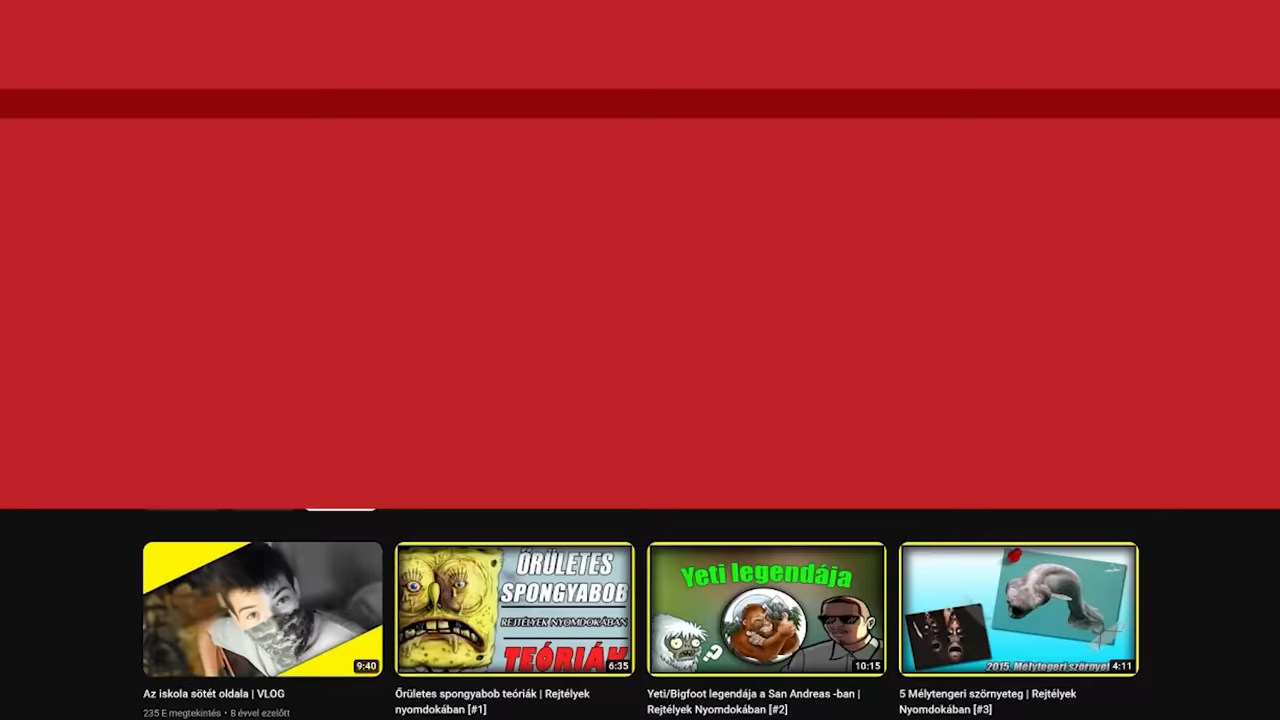 ŐRÜLETES
SPONGYABOB
REJTÉLYEK NYOMDOKÁBAN
TEÓRIÁK
Yeti legendája
2015. Mélytengeri szörnyet
9:40
6:35
10:15
4:11
Az iskola sötét oldala | VLOG
235 E megtekintés • 8 évvel ezelőtt
Őrületes spongyabob teóriák | Rejtélyek
nyomdokában [#1]
Yeti/Bigfoot legendája a San Andreas -ban |
Rejtélyek Nyomdokában [#2]
5 Mélytengeri szörnyeteg | Rejtélyek
Nyomdokában [#3]